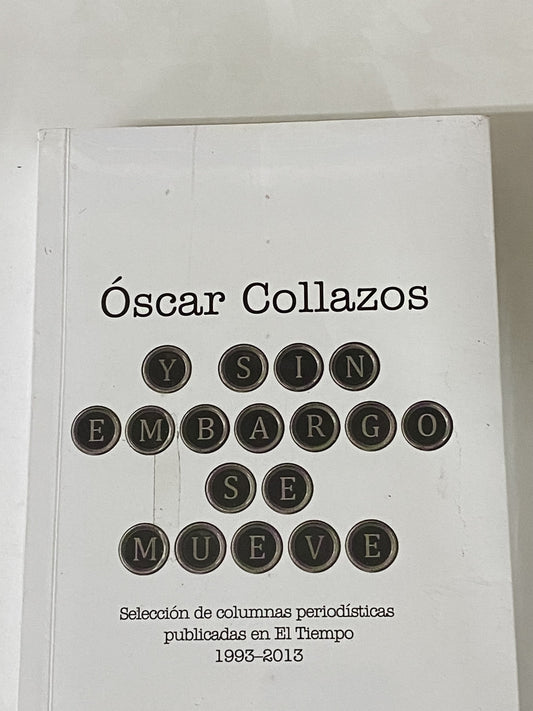 Óscar Collazos
Y SIN
EMBARGO
SE
MUEVE
Selección de columnas periodísticas
publicadas en El Tiempo
1993–2013